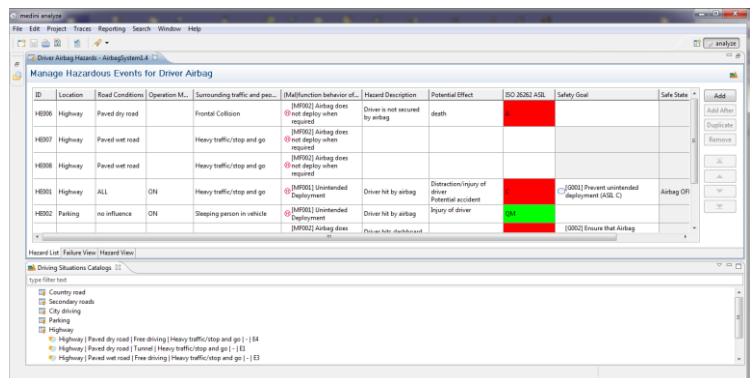 medini analyze
File Edit Project Traces Reporting Search Window Help
analyze
Driver Airbag Hazards - AirbagSystem1.4
Manage Hazardous Events for Driver Airbag
ID Location Road Conditions Operation M... Surrounding traffic and peo... (Mal)function behavior of... Hazard Description Potential Effect ISO 26262 ASIL Safety Goal Safe State
Add
Add After
Duplicate
Remove
HE006 Highway Paved dry road Frontal Collision [MF002] Airbag does not deploy when required Driver is not secured by airbag death
HE007 Highway Paved wet road Heavy traffic/stop and go [MF002] Airbag does not deploy when required
HE008 Highway Paved wet road Heavy traffic/stop and go [MF002] Airbag does not deploy when required
HE001 Highway ALL ON Heavy traffic/stop and go [MF001] Unintended Deployment Driver hit by airbag Distraction/injury of driver Potential accident C [G001] Prevent unintended deployment (ASIL C) Airbag OFF
HE002 Parking no influence ON Sleeping person in vehicle [MF001] Unintended Deployment Driver hit by airbag Injury of driver QM
[MF002] Airbag does Driver hits dashboard [G002] Ensure that Airbag
Hazard List Failure View Hazard View
Driving Situations Catalogs
type filter text
Country road
Secondary roads
City driving
Parking
Highway
Highway | Paved dry road | Free driving | Heavy traffic/stop and go | - | E4
Highway | Paved dry road | Tunnel | Heavy traffic/stop and go | - | E1
Highway | Paved wet road | Free driving | Heavy traffic/stop and go | - | E3